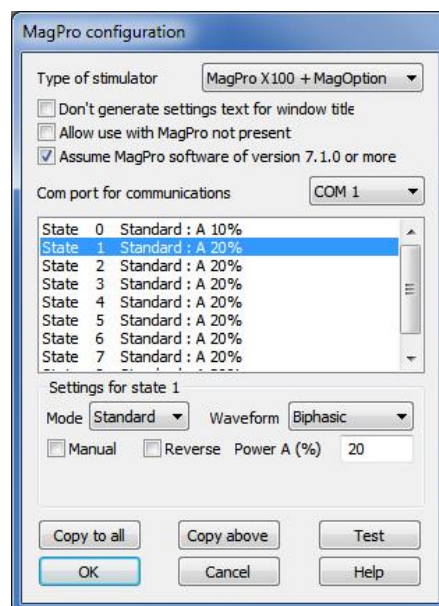 MagPro configuration
Type of stimulator MagPro X100 + MagOption
Don't generate settings text for window title
Allow use with MagPro not present
Assume MagPro software of version 7.1.0 or more
Com port for communications COM 1
State 0 Standard : A 10%
State 1 Standard : A 20%
State 2 Standard : A 20%
State 3 Standard : A 20%
State 4 Standard : A 20%
State 5 Standard : A 20%
State 6 Standard : A 20%
State 7 Standard : A 20%
Settings for state 1
Mode Standard Waveform Biphasic
Manual Reverse Power A (%) 20
Copy to all Copy above Test
OK Cancel Help